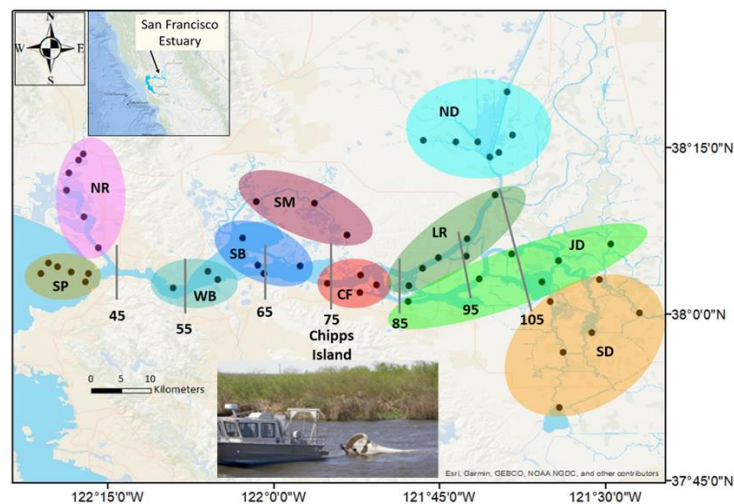 San Francisco
Estuary
N
W
E
S
ND
38°15'0"N
NR
SM
LR
JD
SB
SP
WB
CF
45
55
65
75
85
95
105
Chipps
Island
38°0'0"N
SD
0 5 10
Kilometers
Esri, Garmin, GEBCO, NOAA NGDC, and other contributors
37°45'0"N
122°15'0"W
122°0'0"W
121°45'0"W
121°30'0"W